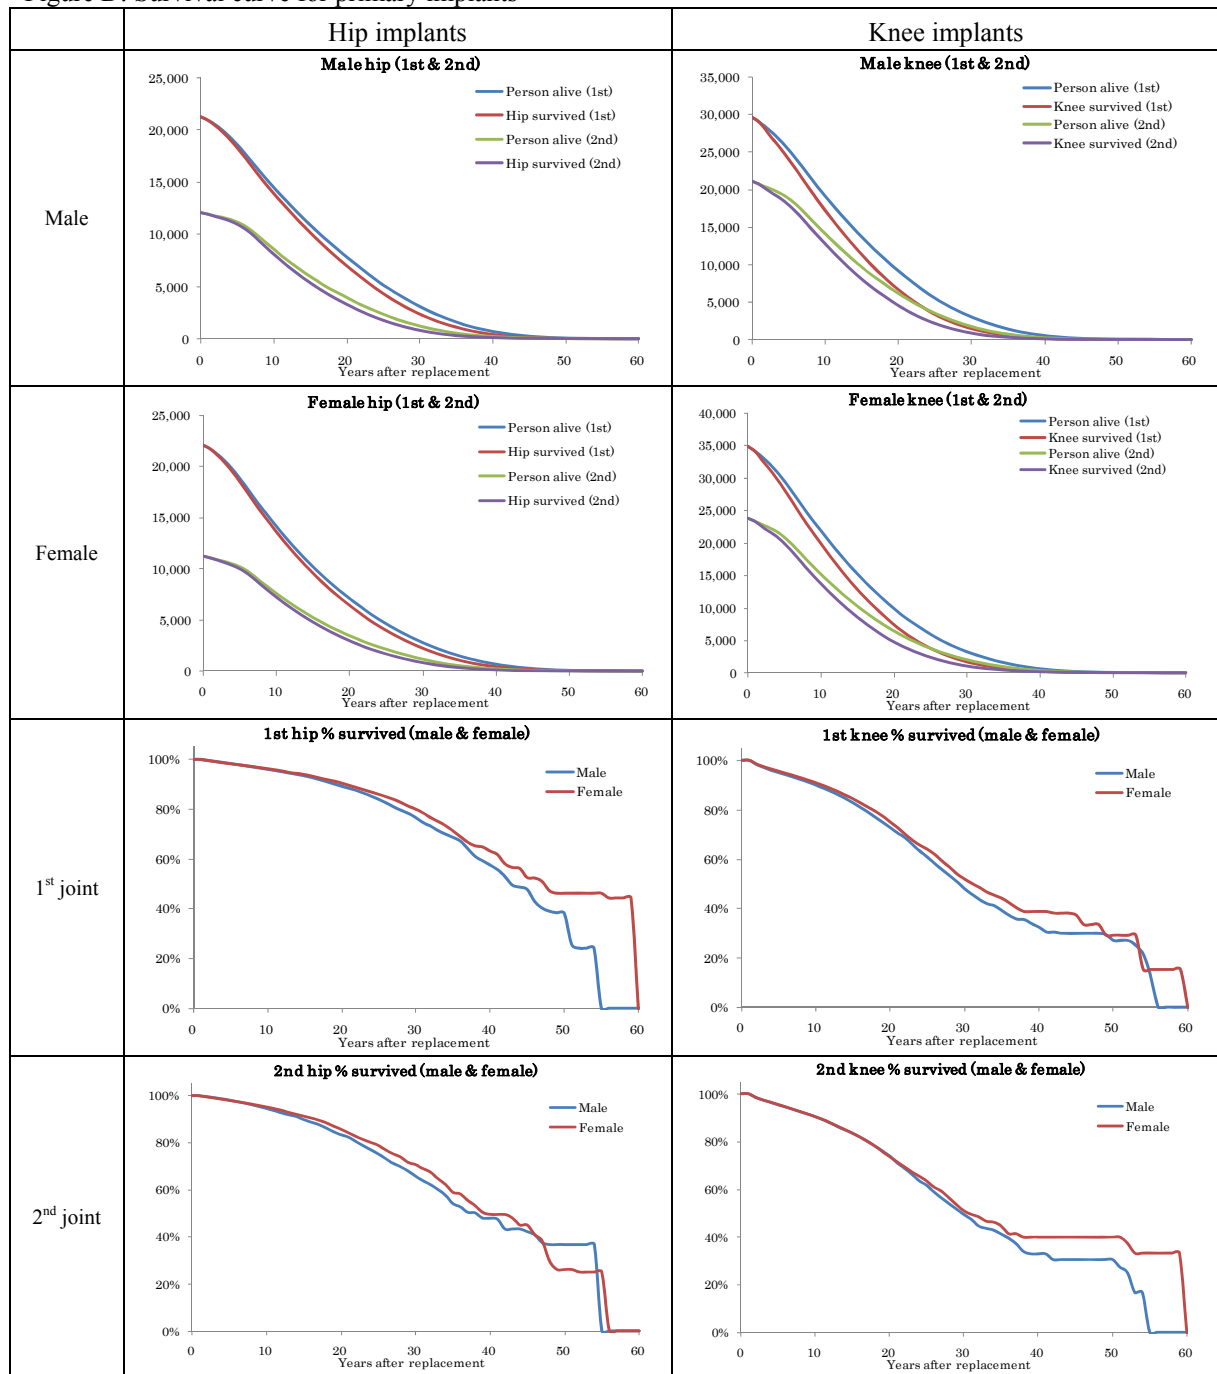 Figure D: Survival curve for primary implants
Hip implants
Knee implants
Male
Male hip (1st & 2nd)
25,000
20,000
15,000
10,000
5,000
0
Person alive (1st)
Hip survived (1st)
Person alive (2nd)
Hip survived (2nd)
0 10 20 30 40 50 60
Years after replacement
Male knee (1st & 2nd)
35,000
30,000
25,000
20,000
15,000
10,000
5,000
0
Person alive (1st)
Knee survived (1st)
Person alive (2nd)
Knee survived (2nd)
0 10 20 30 40 50 60
Years after replacement
Female
Female hip (1st & 2nd)
25,000
20,000
15,000
10,000
5,000
0
Person alive (1st)
Hip survived (1st)
Person alive (2nd)
Hip survived (2nd)
0 10 20 30 40 50 60
Years after replacement
Female knee (1st & 2nd)
40,000
35,000
30,000
25,000
20,000
15,000
10,000
5,000
0
Person alive (1st)
Knee survived (1st)
Person alive (2nd)
Knee survived (2nd)
0 10 20 30 40 50 60
Years after replacement
1st joint
1st hip % survived (male & female)
100%
80%
60%
40%
20%
0%
Male
Female
0 10 20 30 40 50 60
Years after replacement
1st knee % survived (male & female)
100%
80%
60%
40%
20%
0%
Male
Female
0 10 20 30 40 50 60
Years after replacement
2nd joint
2nd hip % survived (male & female)
100%
80%
60%
40%
20%
0%
Male
Female
0 10 20 30 40 50 60
Years after replacement
2nd knee % survived (male & female)
100%
80%
60%
40%
20%
0%
Male
Female
0 10 20 30 40 50 60
Years after replacement